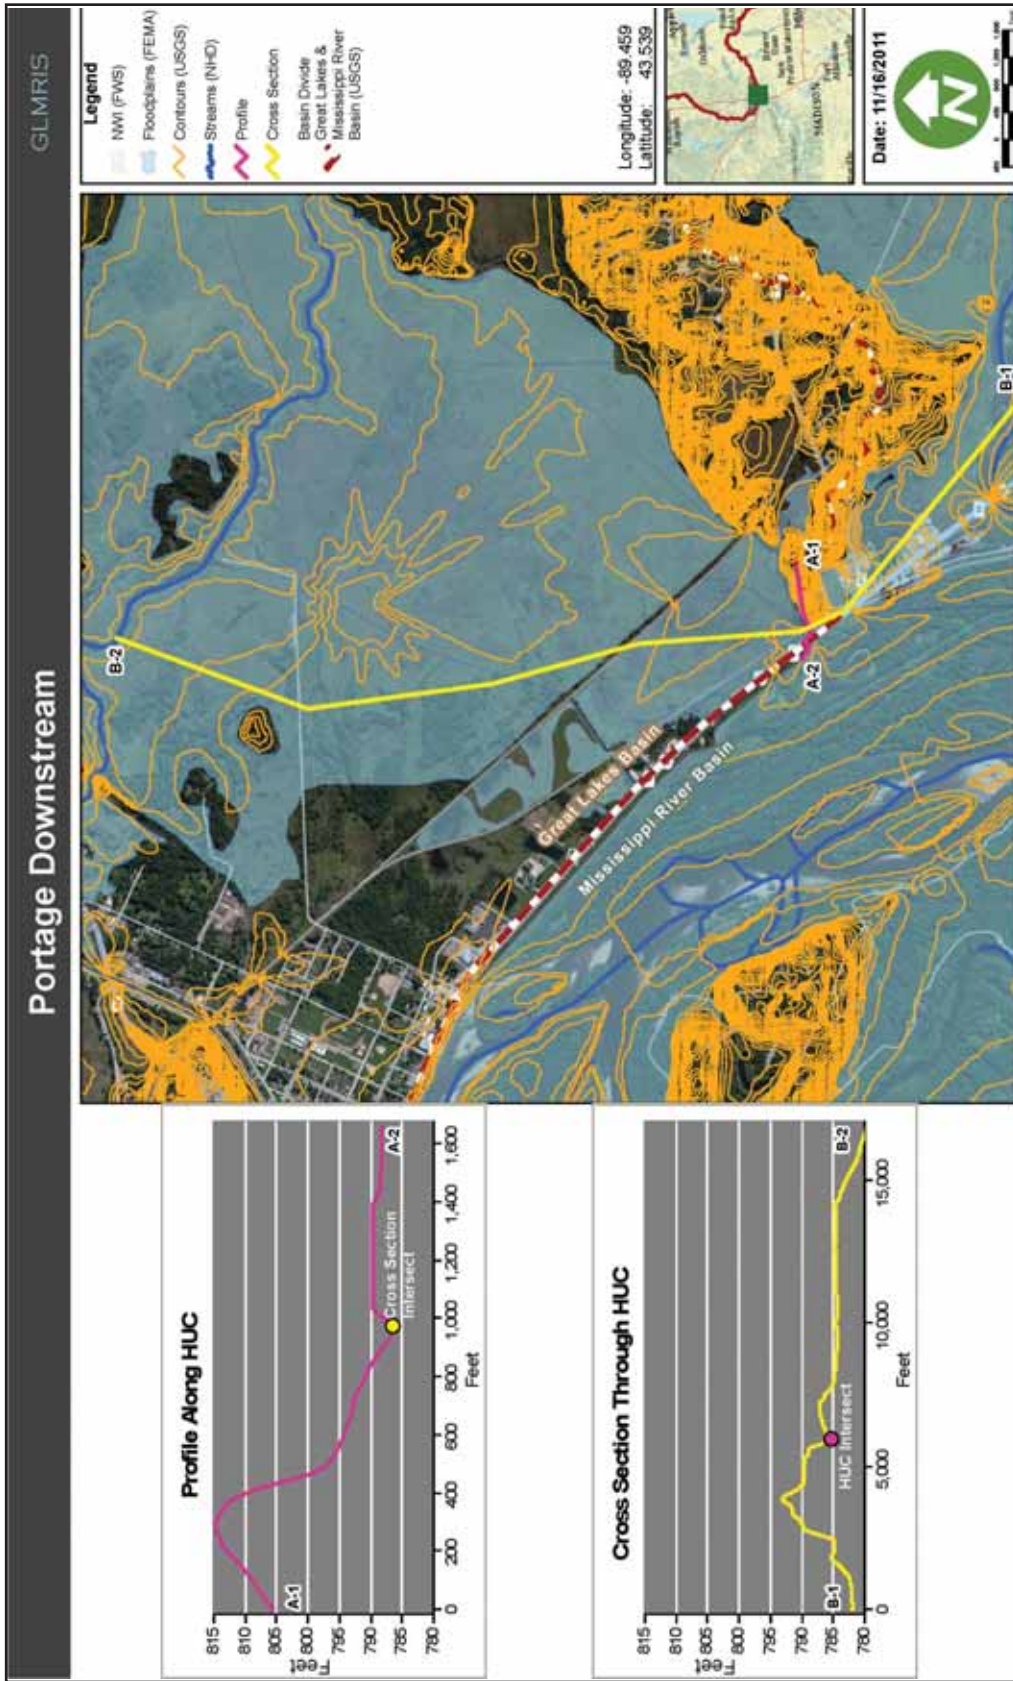 Portage Downstream
GLMRIS
Profile Along HUC
815
810
805
800
795
790
785
780
Feet
A-1
A-2
Cross Section
Intersect
0
200
400
600
800
1,000
1,200
1,400
1,600
Feet
Cross Section Through HUC
815
810
805
800
795
790
785
780
Feet
B-1
B-2
HUC Intersect
0
5,000
10,000
15,000
Feet
B-2
Great Lakes Basin
Mississippi River Basin
A-2
A-1
B-1
Legend
NWI (FWS)
Floodplains (FEMA)
Contours (USGS)
Streams (NHD)
Profile
Cross Section
Basin Divide
Great Lakes &
Mississippi River
Basin (USGS)
Longitude: -89.459
Latitude: 43.539
MADISON
Date: 11/16/2011
N